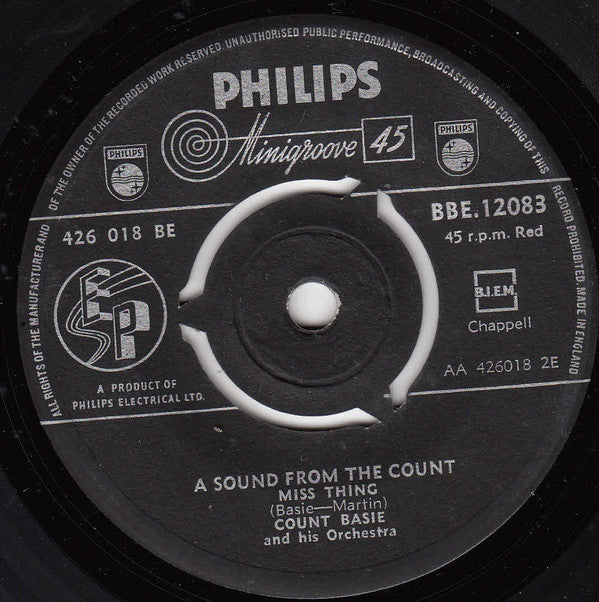 ALL RIGHTS OF THE MANUFACTURER AND OF THE OWNER OF THE RECORDED WORK RESERVED UNAUTHORISED PUBLIC PERFORMANCE, BROADCASTING AND COPYING OF THIS RECORD PROHIBITED. MADE IN ENGLAND
PHILIPS
Minigroove 45
PHILIPS
PHILIPS
426 018 BE
BBE.12083
45 r.p.m. Red
ESP
B.I.E.M.
Chappell
A PRODUCT OF
PHILIPS ELECTRICAL LTD.
AA 426018 2E
A SOUND FROM THE COUNT
MISS THING
(Basie—Martin)
COUNT BASIE
and his Orchestra